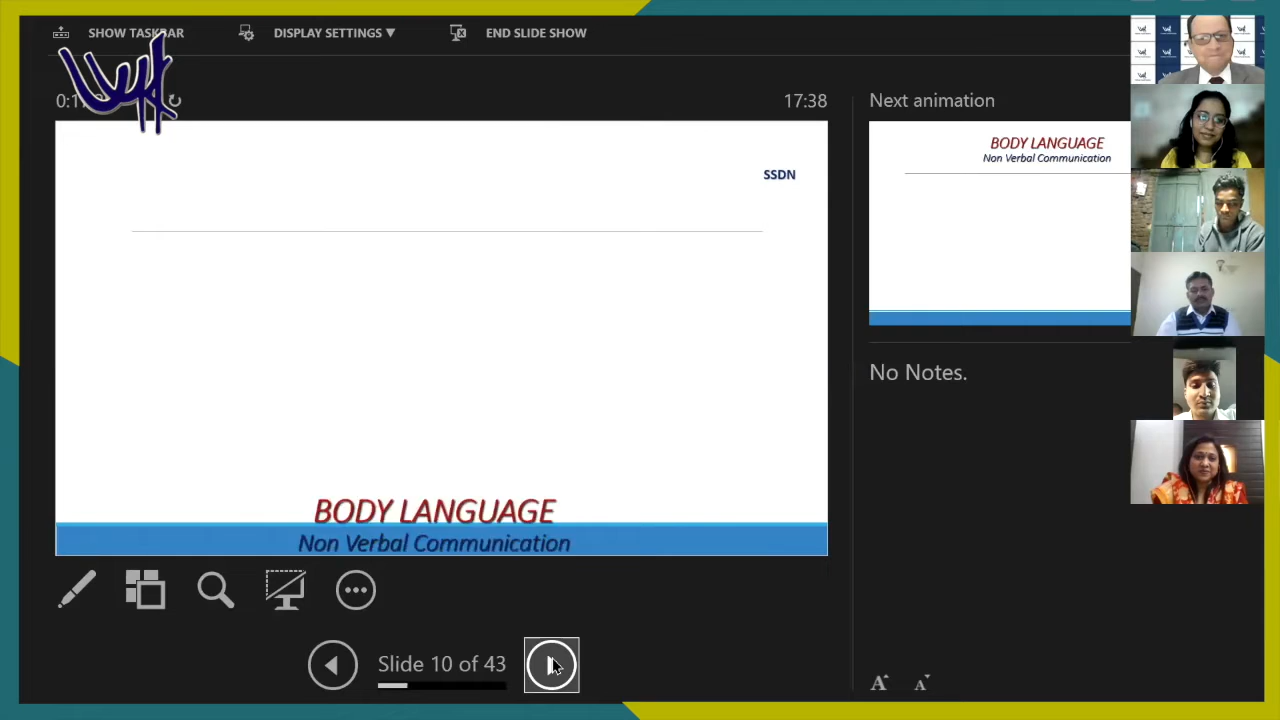 SHOW TASKBAR
DISPLAY SETTINGS ▼
END SLIDE SHOW
17:38
Next animation
SSDN
BODY LANGUAGE
Non Verbal Communication
BODY LANGUAGE
Non Verbal Communication
No Notes.
Slide 10 of 43
A A